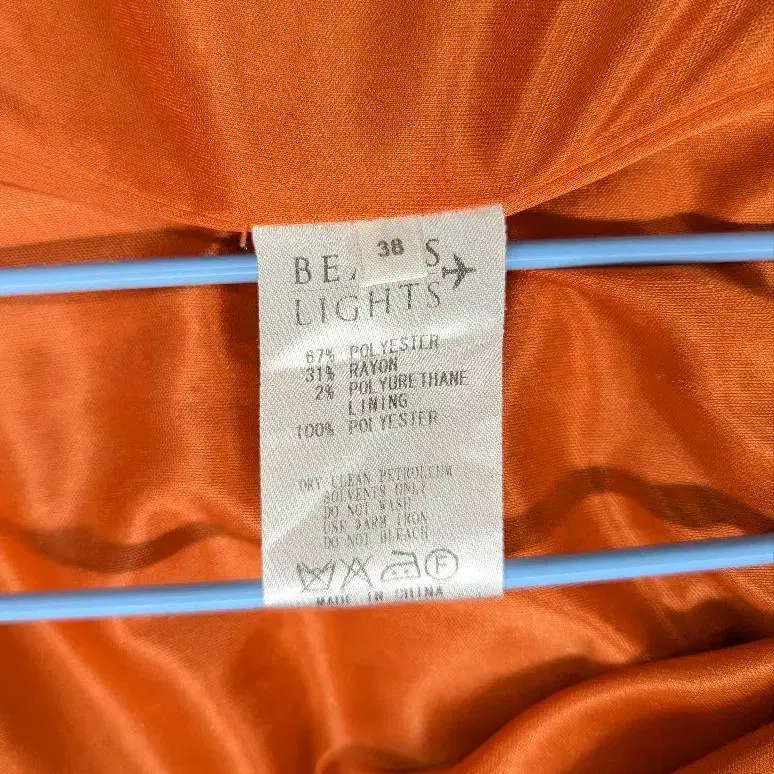 38
BE S
LIGHTS
67% POLYESTER
31% RAYON
2% POLYURETHANE
LINING
100% POLYESTER
DRY CLEAN PETROLEUM
SOLVENTS ONLY
DO NOT WASH
USE WARM IRON
DO NOT BLEACH
F
MADE IN CHINA